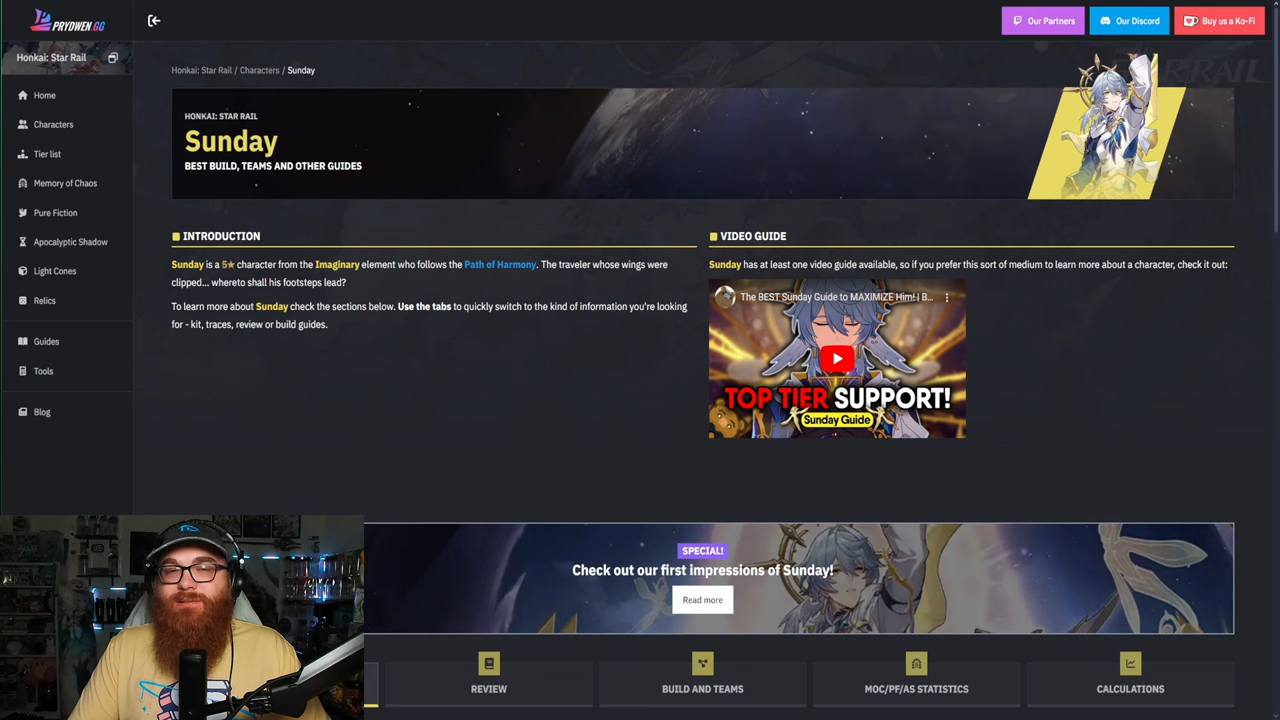 PRYDWEN.GG
Our Partners
Our Discord
Buy us a Ko-Fi
Honkai: Star Rail
Home
Characters
Tier list
Memory of Chaos
Pure Fiction
Apocalyptic Shadow
Light Cones
Relics
Guides
Tools
Blog
Honkai: Star Rail / Characters / Sunday
HONKAI: STAR RAIL
Sunday
BEST BUILD, TEAMS AND OTHER GUIDES
INTRODUCTION
Sunday is a 5★ character from the Imaginary element who follows the Path of Harmony. The traveler whose wings were
clipped... whereto shall his footsteps lead?
To learn more about Sunday check the sections below. Use the tabs to quickly switch to the kind of information you're looking
for - kit, traces, review or build guides.
VIDEO GUIDE
Sunday has at least one video guide available, so if you prefer this sort of medium to learn more about a character, check it out:
The BEST Sunday Guide to MAXIMIZE Him! | B...
TOP TIER SUPPORT!
Sunday Guide
SPECIAL!
Check out our first impressions of Sunday!
Read more
REVIEW
BUILD AND TEAMS
MOC/PF/AS STATISTICS
CALCULATIONS